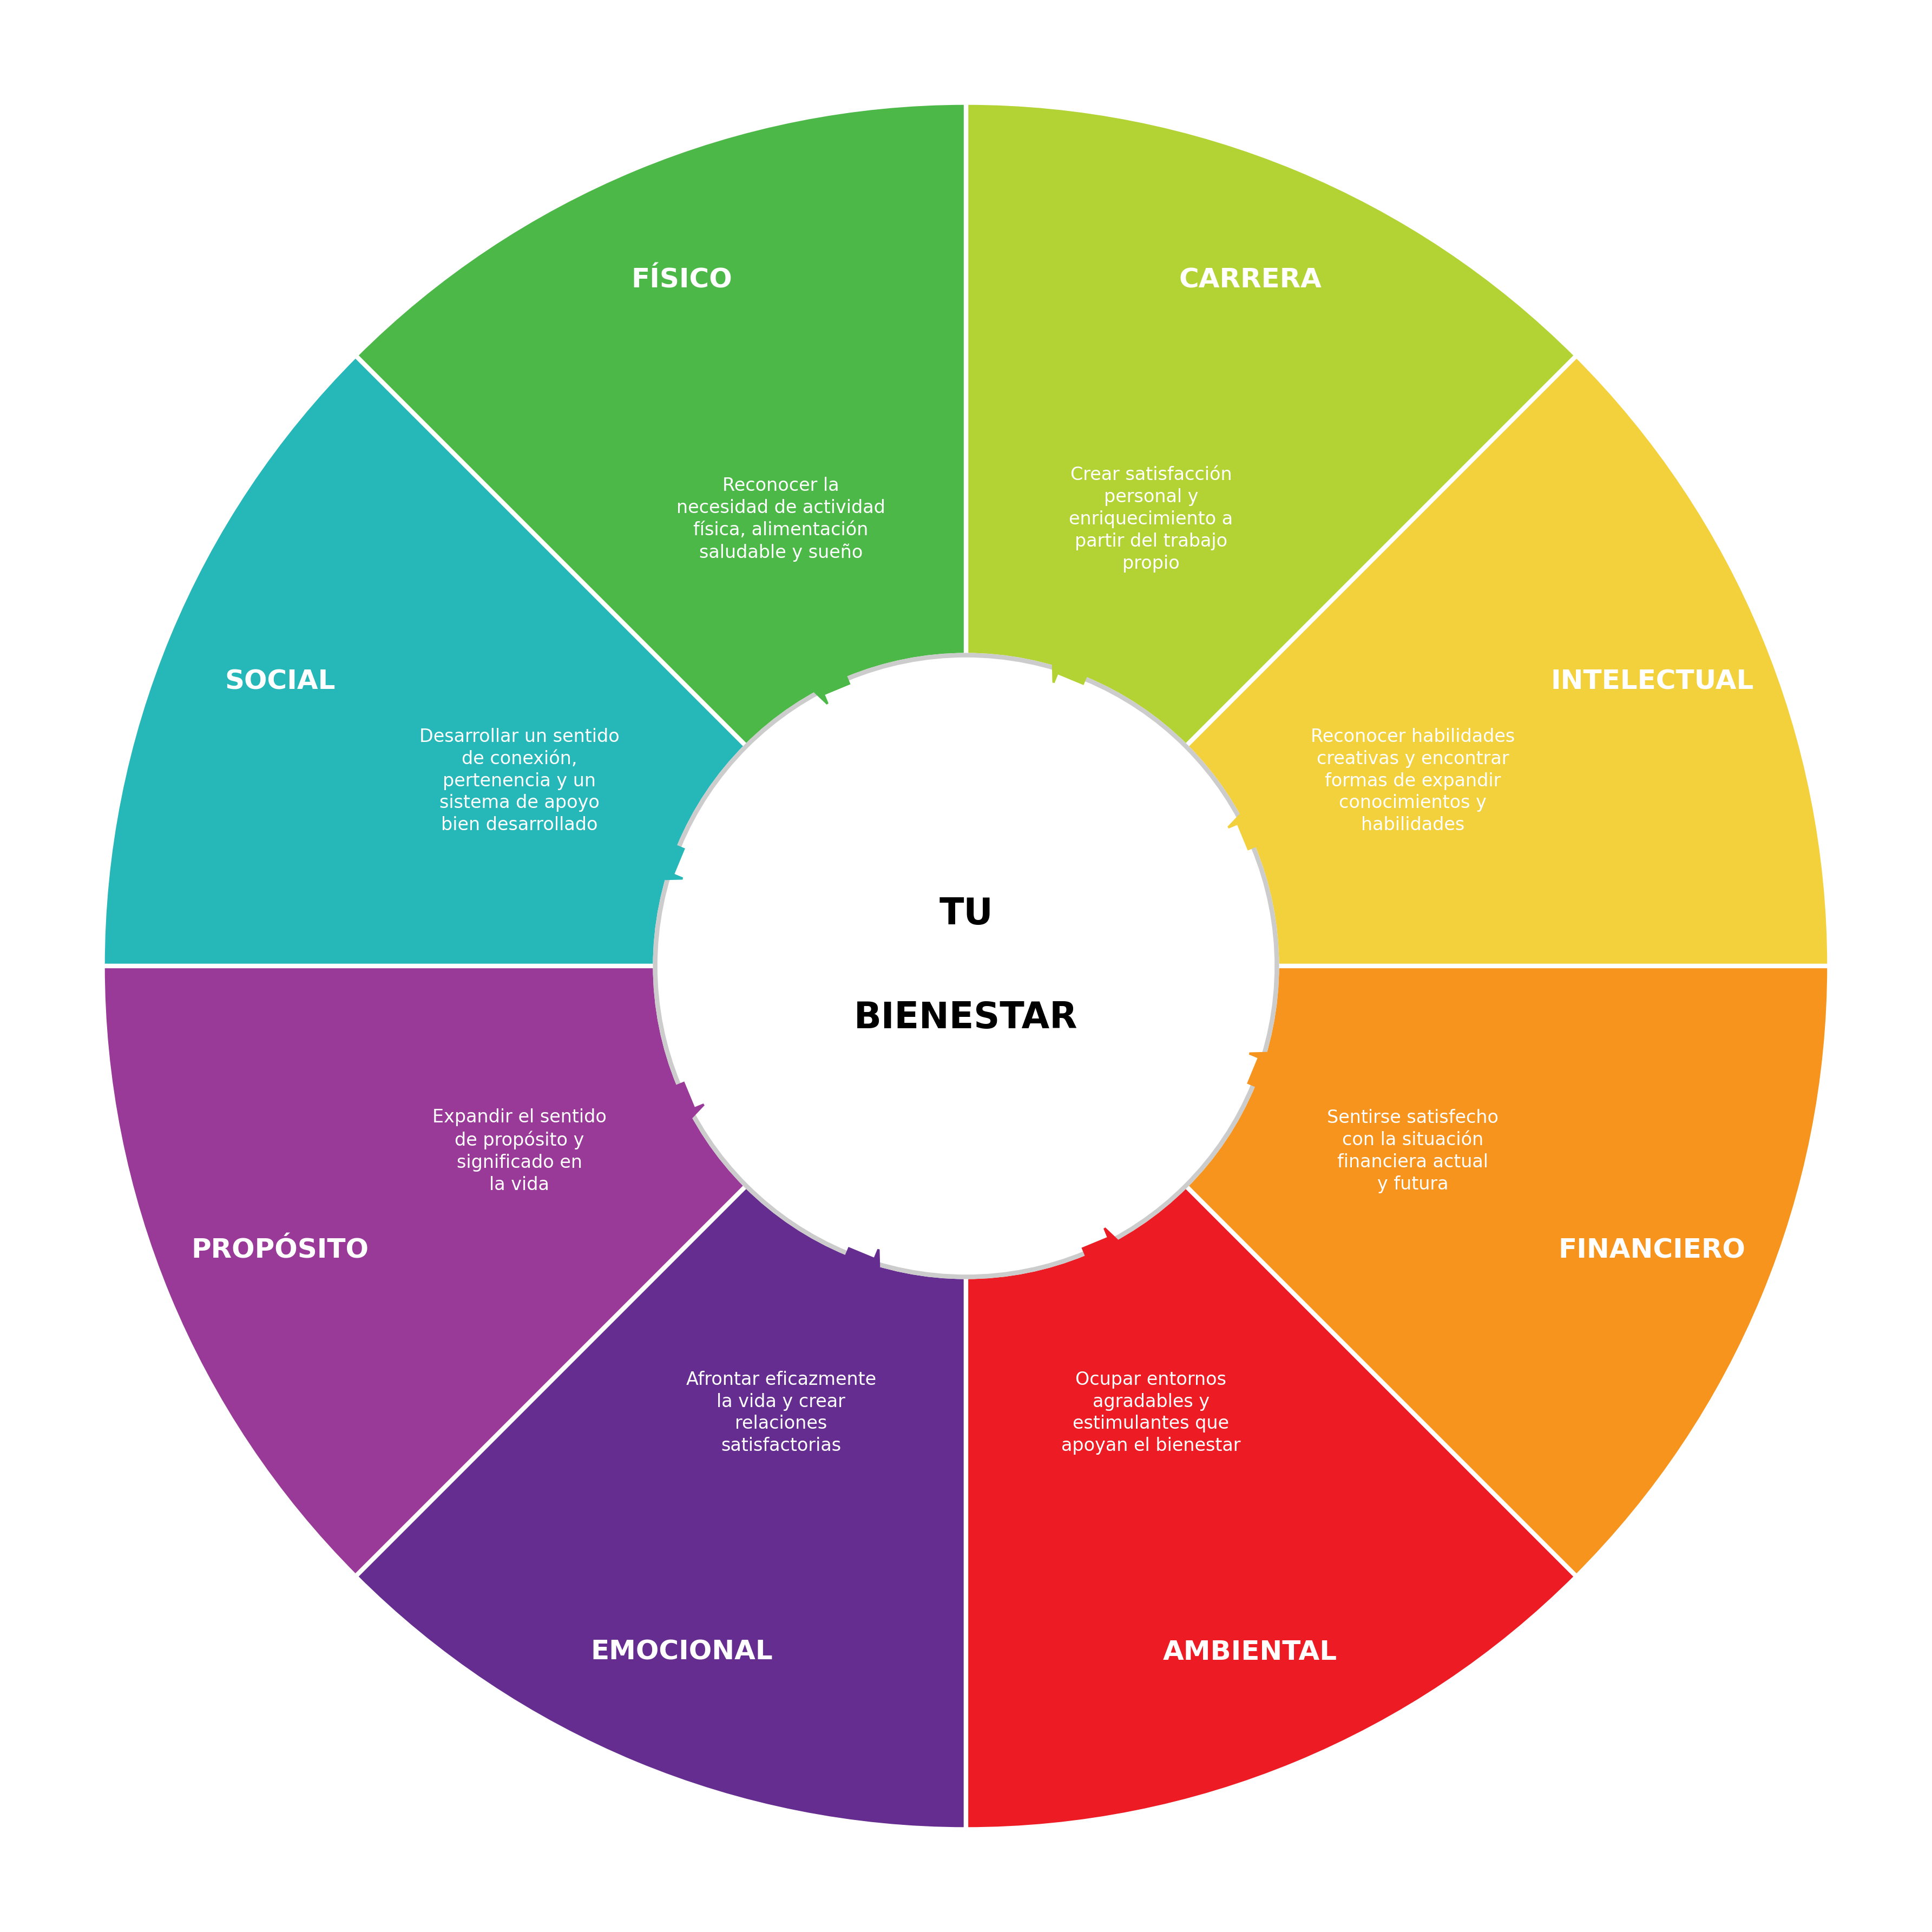 FÍSICO
Reconocer la
necesidad de actividad
física, alimentación
saludable y sueño
CARRERA
Crear satisfacción
personal y
enriquecimiento a
partir del trabajo
propio
INTELECTUAL
Reconocer habilidades
creativas y encontrar
formas de expandir
conocimientos y
habilidades
FINANCIERO
Sentirse satisfecho
con la situación
financiera actual
y futura
AMBIENTAL
Ocupar entornos
agradables y
estimulantes que
apoyan el bienestar
EMOCIONAL
Afrontar eficazmente
la vida y crear
relaciones
satisfactorias
PROPÓSITO
Expandir el sentido
de propósito y
significado en
la vida
SOCIAL
Desarrollar un sentido
de conexión,
pertenencia y un
sistema de apoyo
bien desarrollado
TU
BIENESTAR